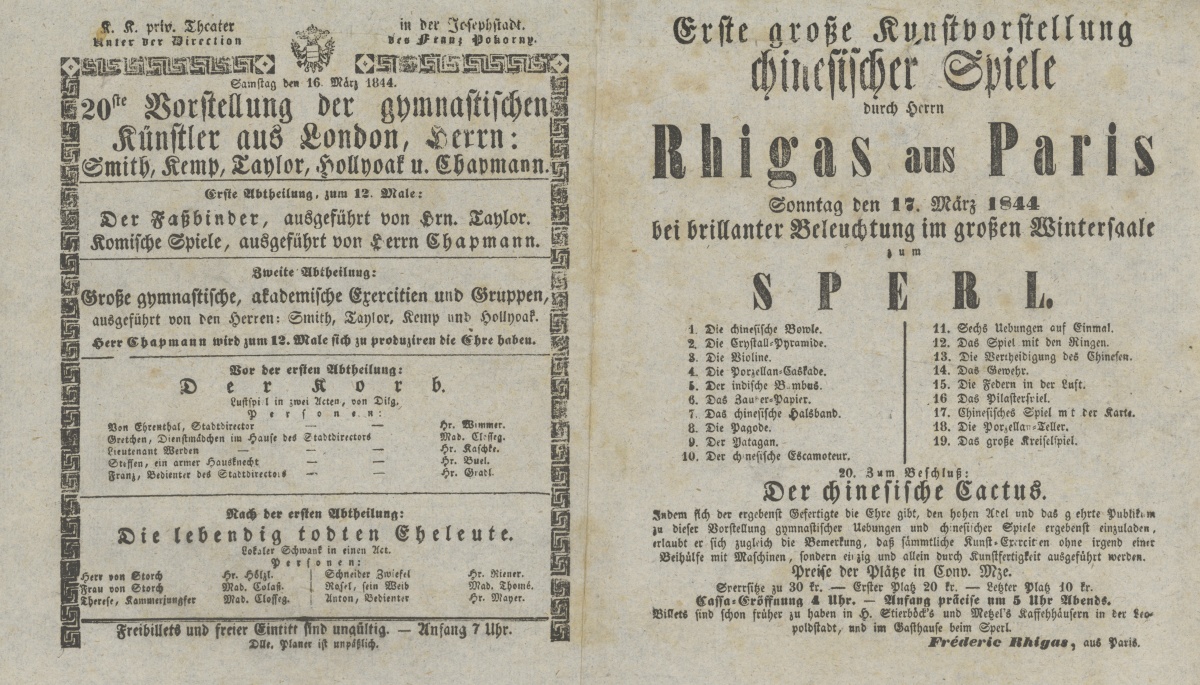 K. K. priv. Theater
in der Josephstadt.
Unter der Direction
des Franz Pokorny.
Samstag den 16. März 1844.
20ste Vorstellung der gymnastischen
Künstler aus London, Herrn:
Smith, Kemp, Taylor, Hollyoak u. Chapmann.
Erste Abtheilung, zum 12. Male:
Der Faßbinder, ausgeführt von Hrn. Taylor.
Komische Spiele, ausgeführt von Herrn Chapmann.
Zweite Abtheilung:
Große gymnastische, akademische Exercitien und Gruppen,
ausgeführt von den Herren: Smith, Taylor, Kemp und Hollyoak.
Herr Chapmann wird zum 12. Male sich zu produziren die Ehre haben.
Vor der ersten Abtheilung:
Der Korb.
Lustspiel in zwei Acten, von Dilg.
Personen:
Von Ehrenthal, Stadtdirector — — Hr. Wimmer.
Gretchen, Dienstmädchen im Hause des Stadtdirectors Mad. Closseg.
Lieutenant Werden — — — Hr. Kaschke.
Steffen, ein armer Hausknecht — — Hr. Buel.
Franz, Bedienter des Stadtdirectors — — Hr. Gradl.
Nach der ersten Abtheilung:
Die lebendig todten Eheleute.
Lokaler Schwank in einen Act.
Personen:
Herr von Storch Hr. Hölzl. Schneider Zwiefel Hr. Riener.
Frau von Storch Mad. Colaß. Rasel, sein Weib Mad. Thomé.
Therese, Kammerjungfer Mad. Closseg. Anton, Bedienter Hr. Mayer.
Freibillets und freier Eintitt sind ungültig. — Anfang 7 Uhr.
Dlle. Planer ist unpäßlich.
Erste große Kunstvorstellung
chinesischer Spiele
durch Herrn
Rhigas aus Paris
Sonntag den 17. März 1844
bei brillanter Beleuchtung im großen Wintersaale
zum
SPERL.
1. Die chinesische Bowle.
2. Die Crystall-Pyramide.
3. Die Violine.
4. Die Porzellan-Caskade.
5. Der indische Bambus.
6. Das Zauber-Papier.
7. Das chinesische Halsband.
8. Die Pagode.
9. Der Patagan.
10. Der chinesische Escamoteur.
11. Sechs Uebungen auf Einmal.
12. Das Spiel mit den Ringen.
13. Die Vertheidigung des Chinesen.
14. Das Gewehr.
15. Die Federn in der Luft.
16 Das Pilasterspiel.
17. Chinesisches Spiel mit der Karte.
18. Die Porzellan-Teller.
19. Das große Kreiselspiel.
20. Zum Beschluß:
Der chinesische Cactus.
Indem sich der ergebenst Gefertigte die Ehre gibt, den hohen Adel und das geehrte Publikum
zu dieser Vorstellung gymnastischer Uebungen und chinesischer Spiele ergebenst einzuladen,
erlaubt er sich zugleich die Bemerkung, daß sämmtliche Kunst-Exercitien ohne irgend einer
Beihülfe mit Maschinen, sondern einzig und allein durch Kunstfertigkeit ausgeführt werden.
Preise der Plätze in Conv. Mze.
Sperrsitze zu 30 kr. — Erster Platz 20 kr. — Letzter Platz 10 kr.
Cassa-Eröffnung 4 Uhr. — Anfang präcise um 5 Uhr Abends.
Billets sind schon früher zu haben in H. Stierböck's und Metzel's Kaffehhäusern in der Leo-
poldstadt, und im Gasthause beim Sperl.
Fréderic Rhigas, aus Paris.